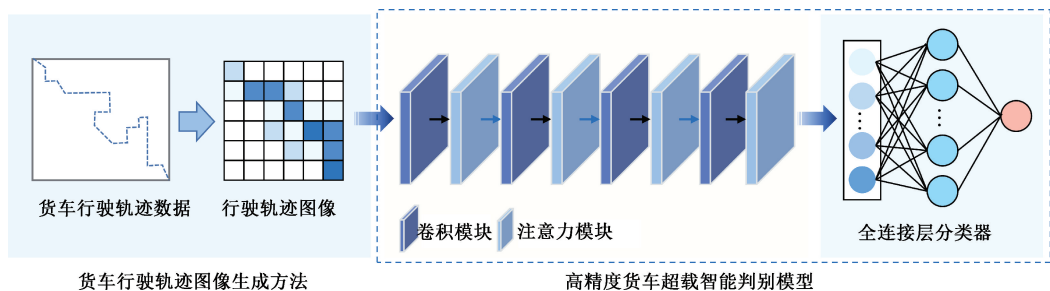 货车行驶轨迹数据
行驶轨迹图像
卷积模块
注意力模块
全连接层分类器
货车行驶轨迹图像生成方法
高精度货车超载智能判别模型